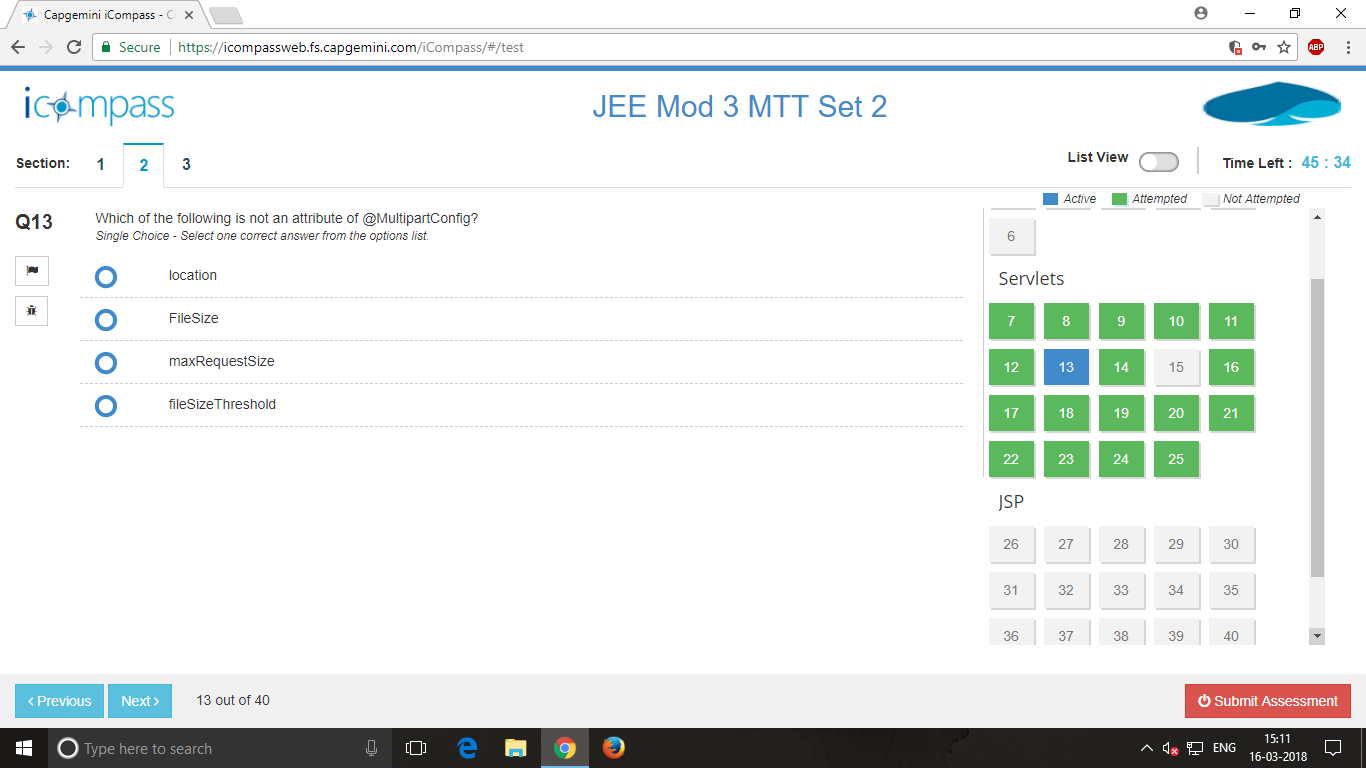 Capgemini iCompass - C
Secure https://icompassweb.fs.capgemini.com/iCompass/#/test
ABP
icompass
JEE Mod 3 MTT Set 2
Section: 1 2 3
List View
Time Left : 45 : 34
Active Attempted Not Attempted
Q13
Which of the following is not an attribute of @MultipartConfig?
Single Choice - Select one correct answer from the options list.
location
FileSize
maxRequestSize
fileSizeThreshold
6
Servlets
7 8 9 10 11
12 13 14 15 16
17 18 19 20 21
22 23 24 25
JSP
26 27 28 29 30
31 32 33 34 35
36 37 38 39 40
‹ Previous Next › 13 out of 40
Submit Assessment
Type here to search
ENG
15:11
16-03-2018